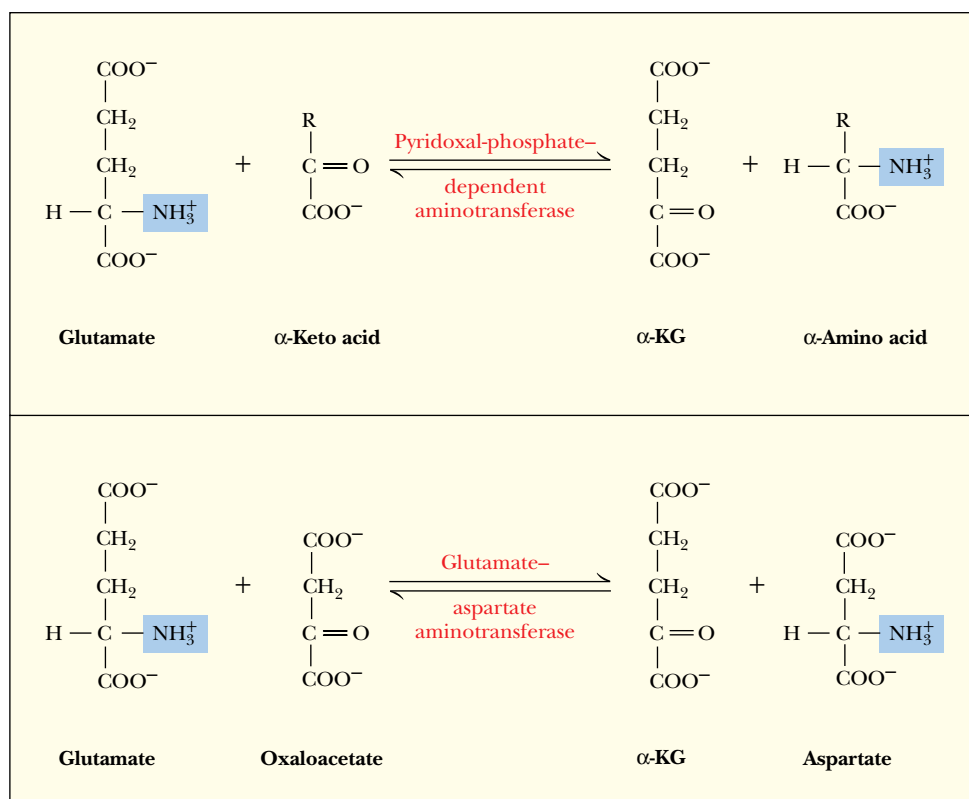 COO⁻
CH₂
CH₂
H — C — NH₃⁺
COO⁻
+
R
C = O
COO⁻
Pyridoxal-phosphate–
dependent
aminotransferase
COO⁻
CH₂
CH₂
C = O
COO⁻
+
R
H — C — NH₃⁺
COO⁻
Glutamate
α-Keto acid
α-KG
α-Amino acid
COO⁻
CH₂
CH₂
H — C — NH₃⁺
COO⁻
+
COO⁻
CH₂
C = O
COO⁻
Glutamate–
aspartate
aminotransferase
COO⁻
CH₂
CH₂
C = O
COO⁻
+
COO⁻
CH₂
H — C — NH₃⁺
COO⁻
Glutamate
Oxaloacetate
α-KG
Aspartate